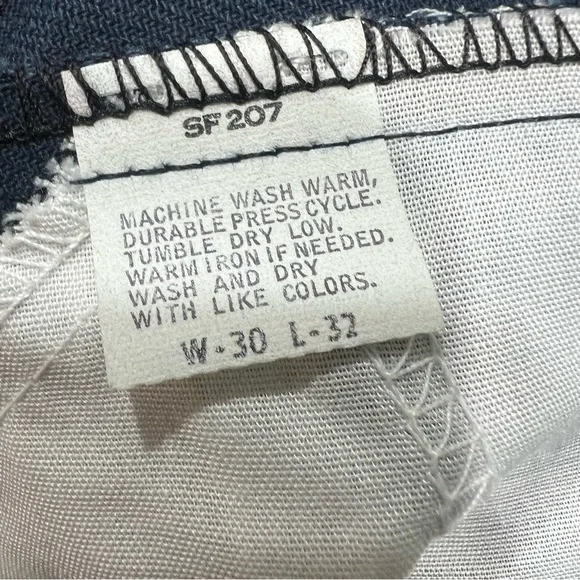 SF 207
MACHINE WASH WARM,
DURABLE PRESS CYCLE.
TUMBLE DRY LOW.
WARM IRON IF NEEDED.
WASH AND DRY
WITH LIKE COLORS.
W-30 L-32